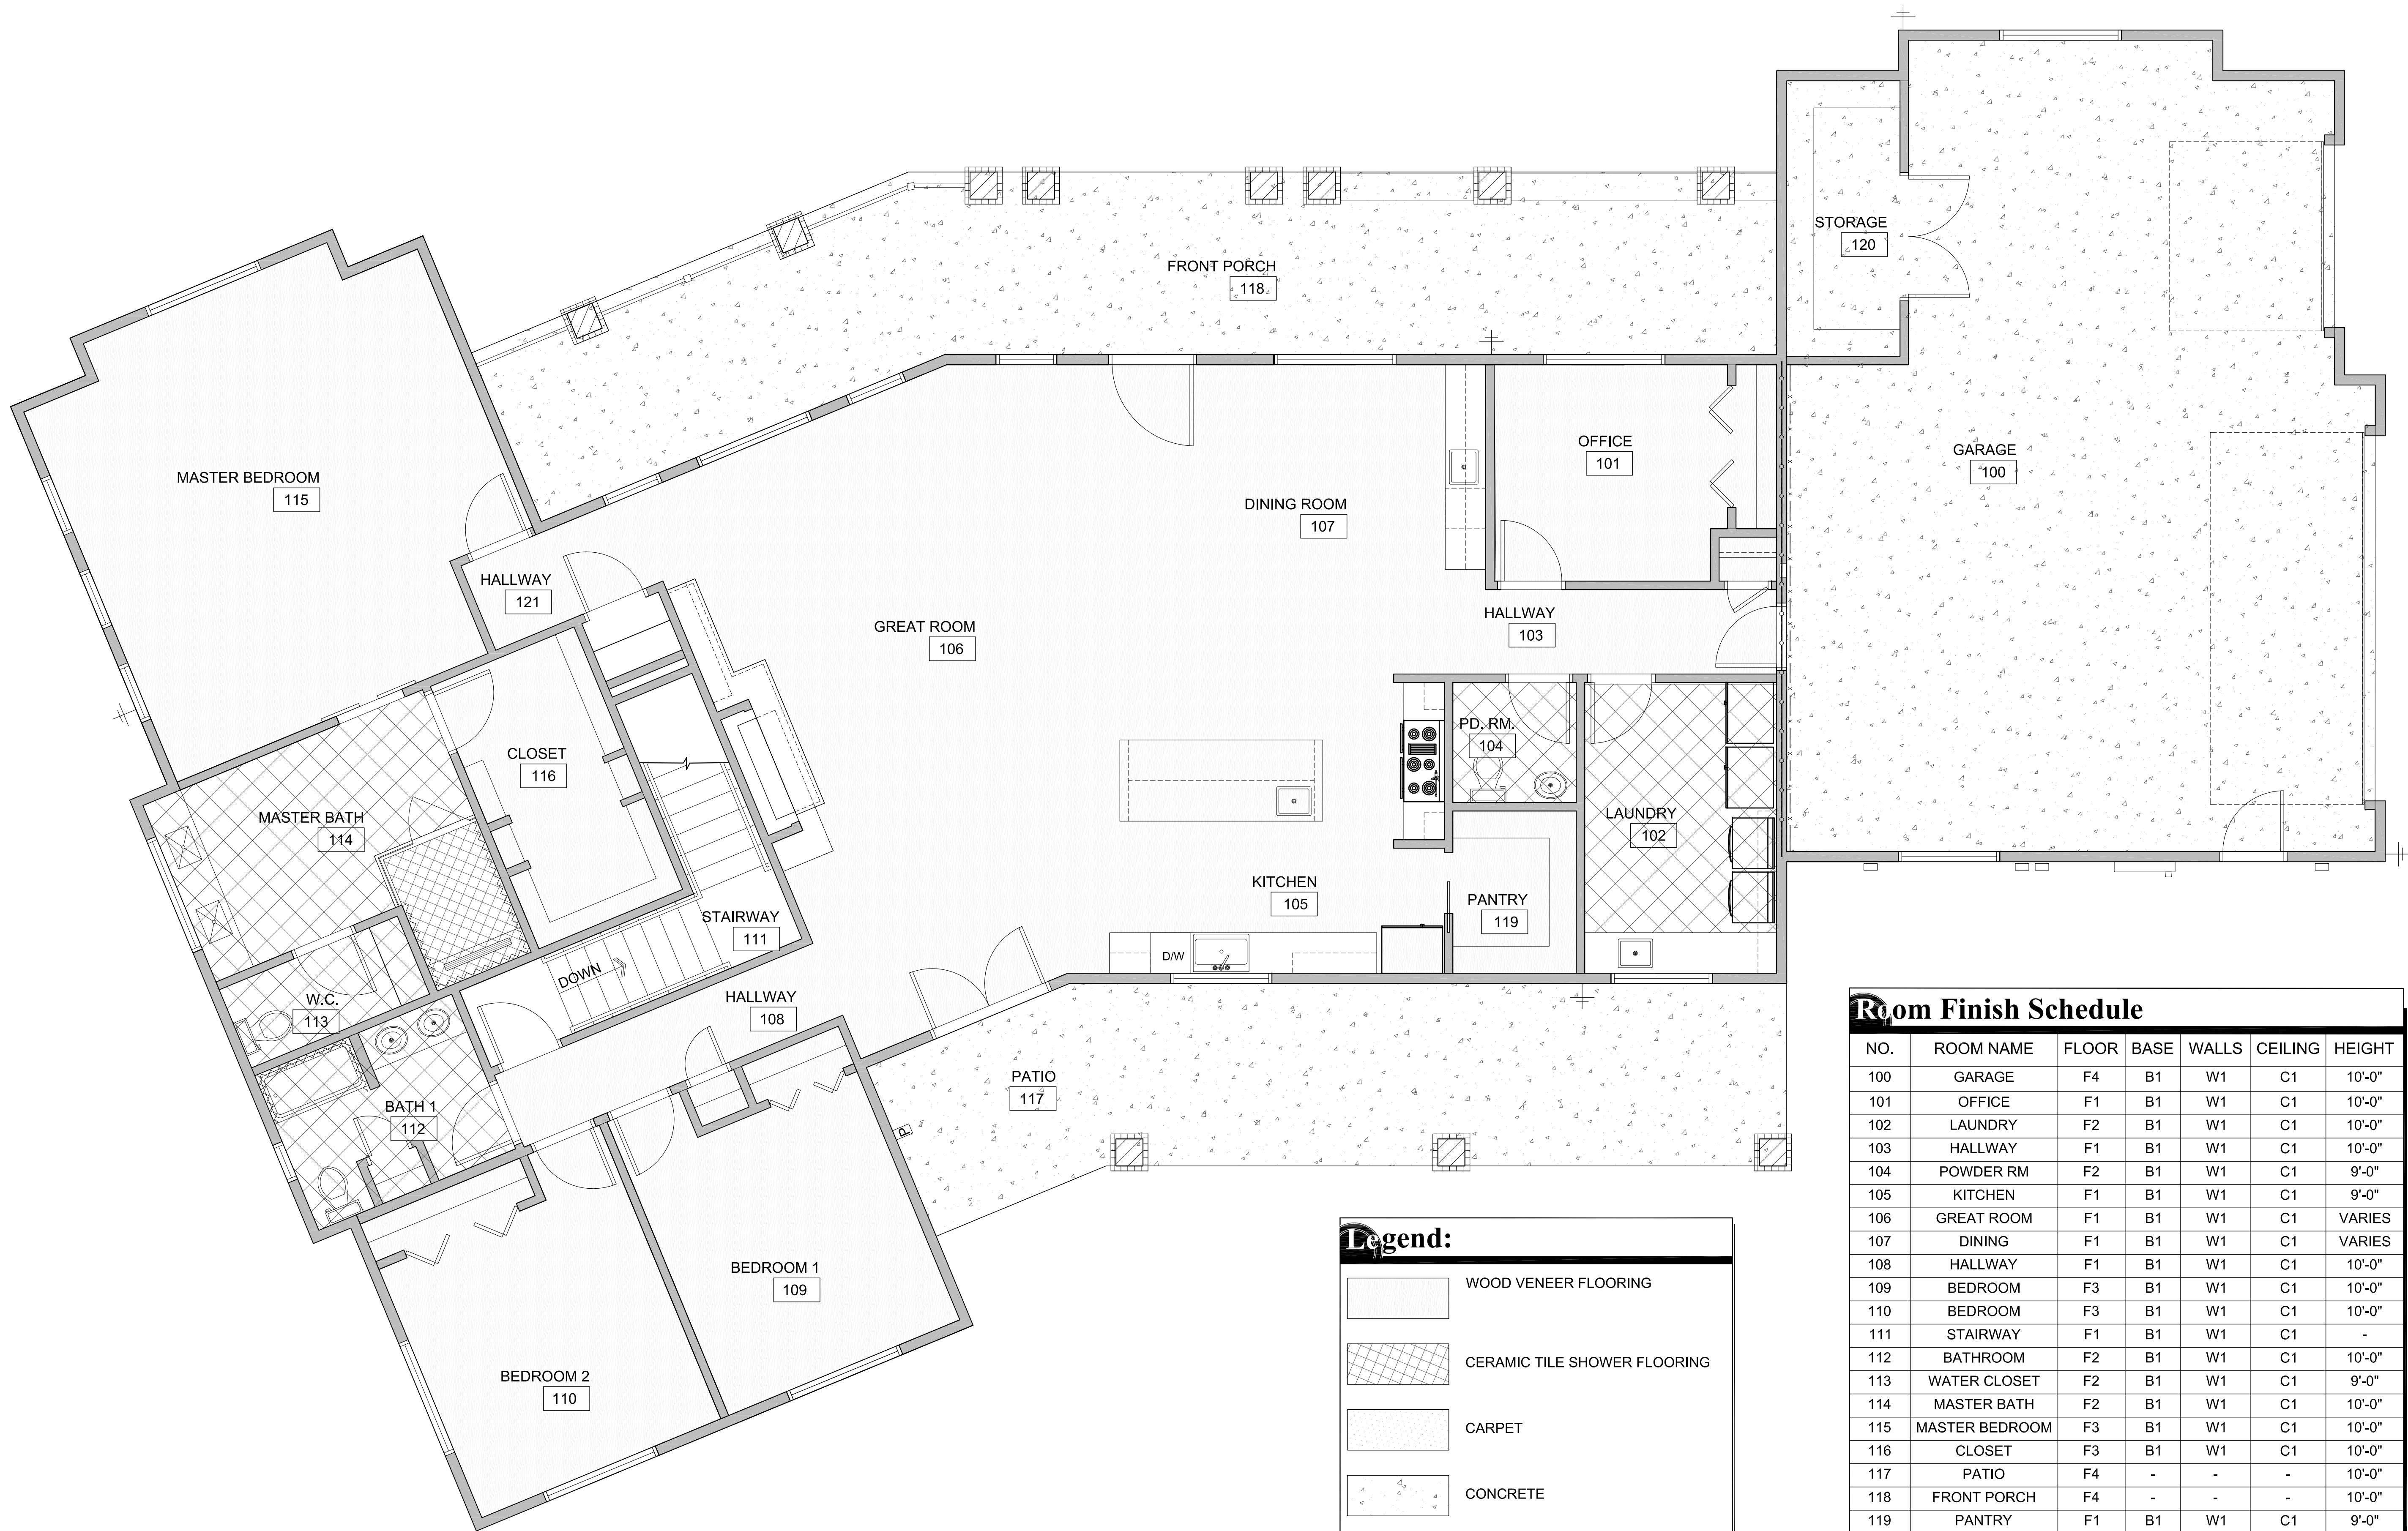 STORAGE
120
FRONT PORCH
118
MASTER BEDROOM
115
OFFICE
101
GARAGE
100
DINING ROOM
107
HALLWAY
121
GREAT ROOM
106
HALLWAY
103
PD. RM.
104
CLOSET
116
MASTER BATH
114
LAUNDRY
102
KITCHEN
105
PANTRY
119
STAIRWAY
111
D/W
DOWN
W.C.
113
HALLWAY
108
PATIO
117
BATH 1
112
P
BEDROOM 1
109
BEDROOM 2
110
Legend:
WOOD VENEER FLOORING
CERAMIC TILE SHOWER FLOORING
CARPET
CONCRETE
Room Finish Schedule
NO. ROOM NAME FLOOR BASE WALLS CEILING HEIGHT
100 GARAGE F4 B1 W1 C1 10'-0"
101 OFFICE F1 B1 W1 C1 10'-0"
102 LAUNDRY F2 B1 W1 C1 10'-0"
103 HALLWAY F1 B1 W1 C1 10'-0"
104 POWDER RM F2 B1 W1 C1 9'-0"
105 KITCHEN F1 B1 W1 C1 9'-0"
106 GREAT ROOM F1 B1 W1 C1 VARIES
107 DINING F1 B1 W1 C1 VARIES
108 HALLWAY F1 B1 W1 C1 10'-0"
109 BEDROOM F3 B1 W1 C1 10'-0"
110 BEDROOM F3 B1 W1 C1 10'-0"
111 STAIRWAY F1 B1 W1 C1 -
112 BATHROOM F2 B1 W1 C1 10'-0"
113 WATER CLOSET F2 B1 W1 C1 9'-0"
114 MASTER BATH F2 B1 W1 C1 10'-0"
115 MASTER BEDROOM F3 B1 W1 C1 10'-0"
116 CLOSET F3 B1 W1 C1 10'-0"
117 PATIO F4 - - - 10'-0"
118 FRONT PORCH F4 - - - 10'-0"
119 PANTRY F1 B1 W1 C1 9'-0"